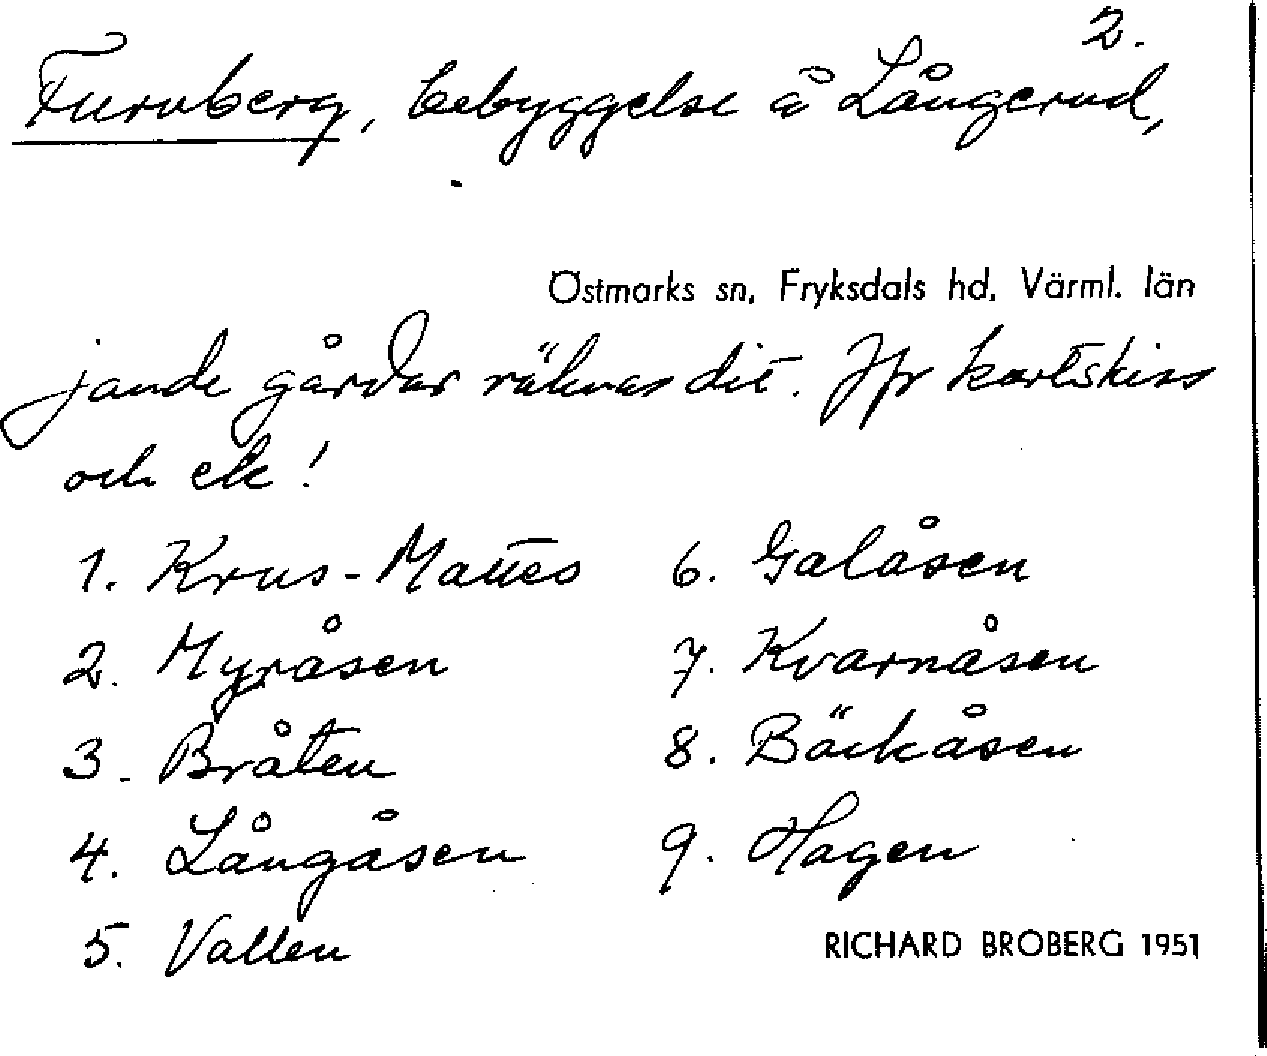 2.
Furuberg, bebyggelse å Långerud,
Östmarks sn, Fryksdals hd. Värml. län
jande gårdar räknas dit. Jfr kartskiss
och ek!
1. Krus-Mattes 6. Galåsen
2. Myråsen 7. Kvarnåsen
3. Bråten 8. Bäckåsen
4. Långåsen 9. Hagen
5. Vallen
RICHARD BROBERG 1951